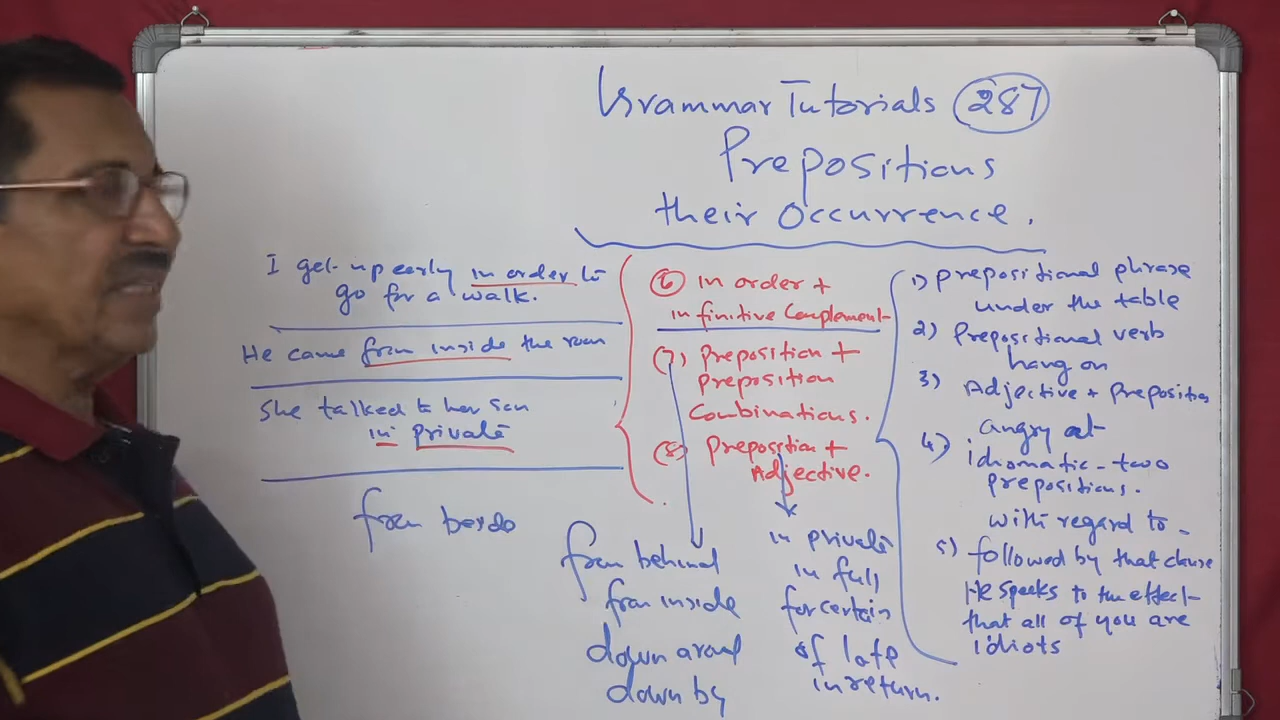 Grammar Tutorials 287
Prepositions
their Occurrence.
I get up early in order to
go for a walk.
He came from inside the room
She talked to her son
in private
from
6 In order +
infinitive Complement
(7) Preposition +
preposition
Combinations.
(8) Preposition +
Adjective.
from behind
from inside
down
down by
in private
in full
for certain
of late
in return.
1) prepositional phrase
under the table
2) Prepositional verb
hang on
3) Adjective + Preposition
angry at
4) idiomatic - two
prepositions.
with regard to -
5) followed by that clause
He speaks to the effect
that all of you are
idiots